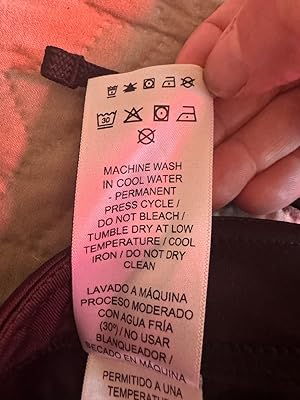 30
MACHINE WASH
IN COOL WATER
- PERMANENT
PRESS CYCLE /
DO NOT BLEACH /
TUMBLE DRY AT LOW
TEMPERATURE / COOL
IRON / DO NOT DRY
CLEAN
LAVADO A MÁQUINA
PROCESO MODERADO
CON AGUA FRÍA
(30º) / NO USAR
BLANQUEADOR /
SECADO EN MÁQUINA
PERMITIDO A UNA
TEMPERATURA